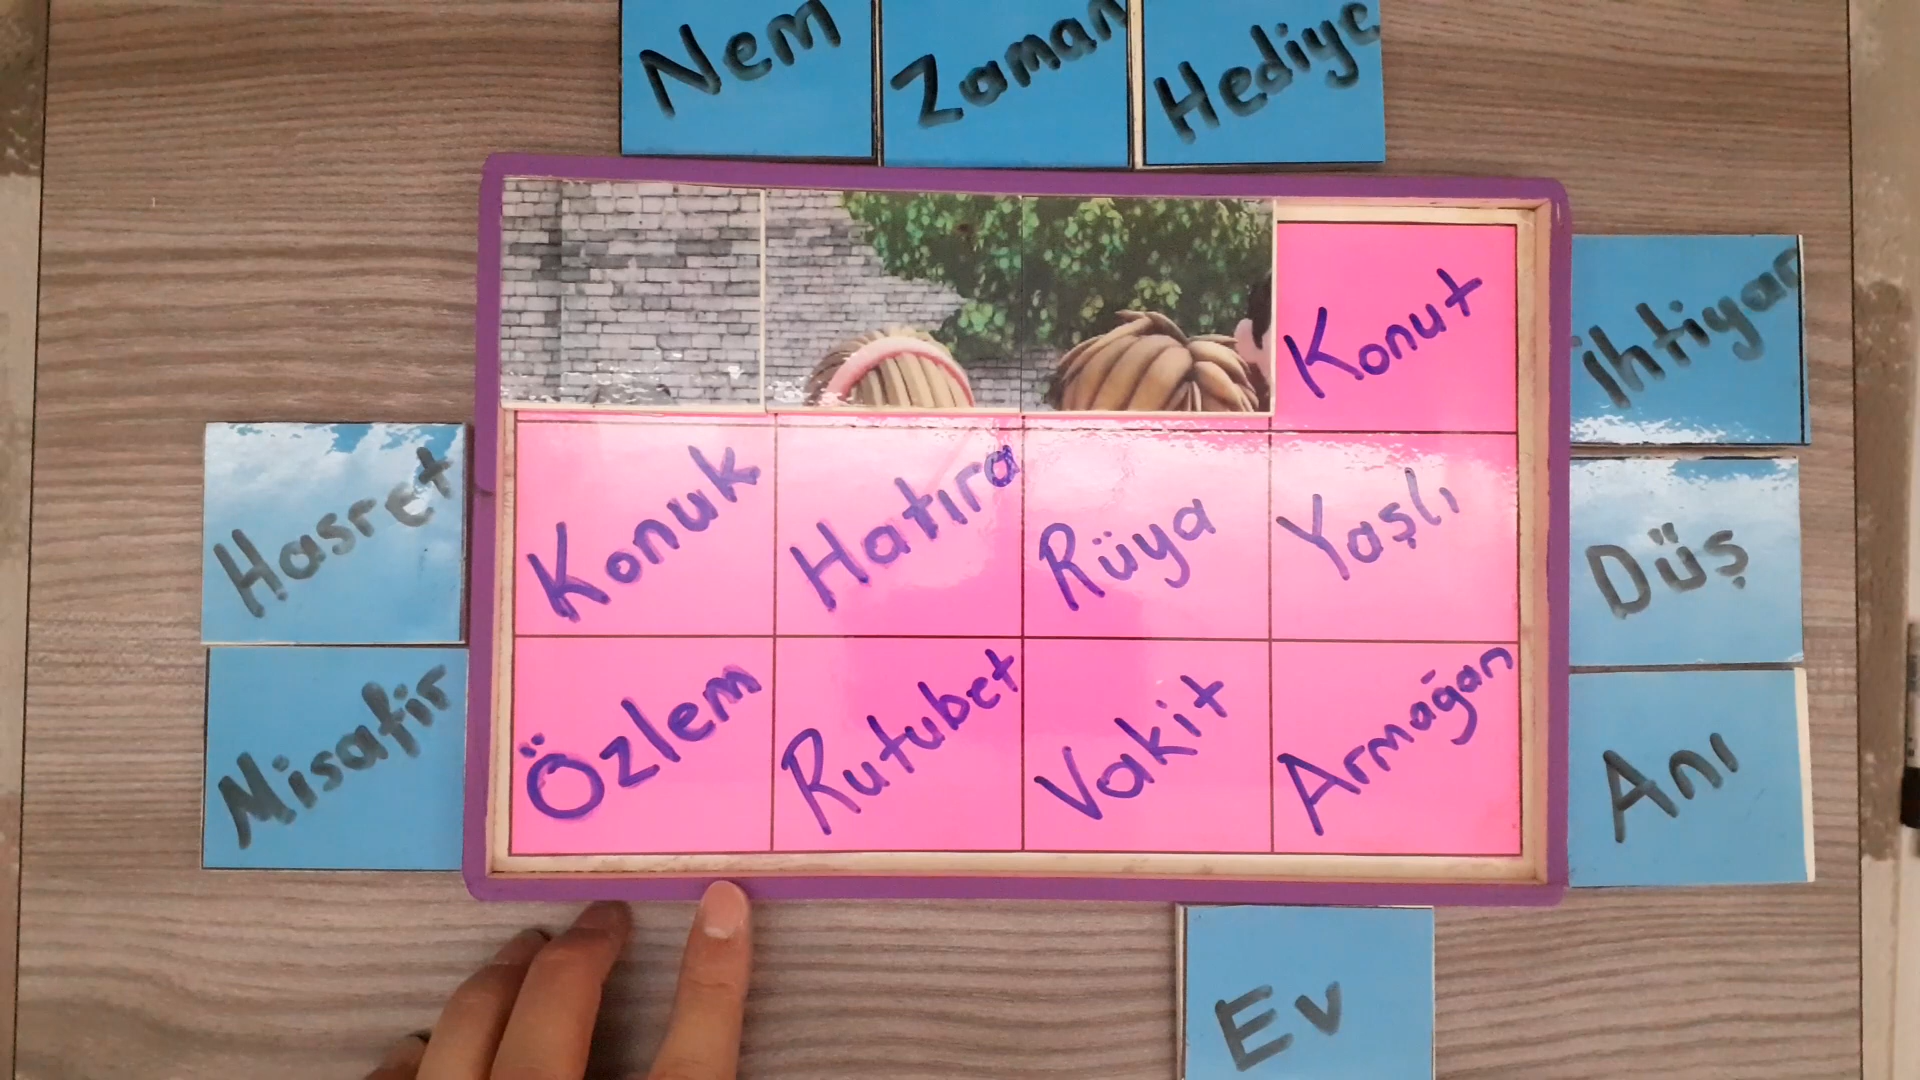 Nem
Zaman
Hediye
Konut
İhtiyar
Hasret
Konuk
Hatıra
Rüya
Yaşlı
Düş
Misafir
Özlem
Rutubet
Vakit
Armağan
Anı
Ev